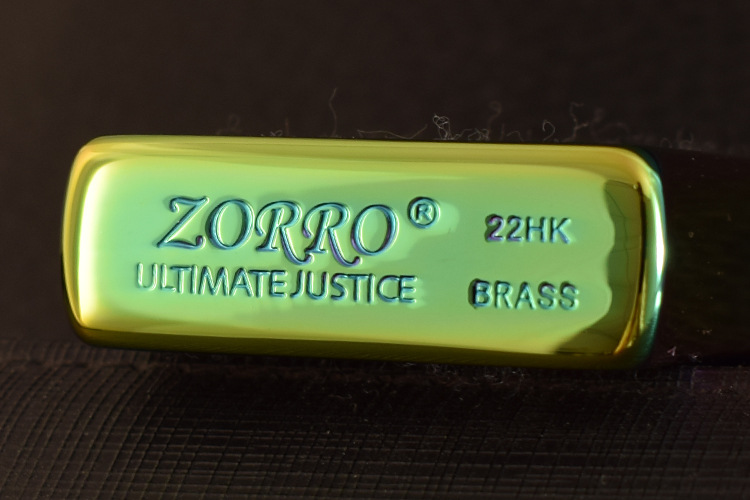 ZORRO®
ULTIMATE JUSTICE
22HK
BRASS